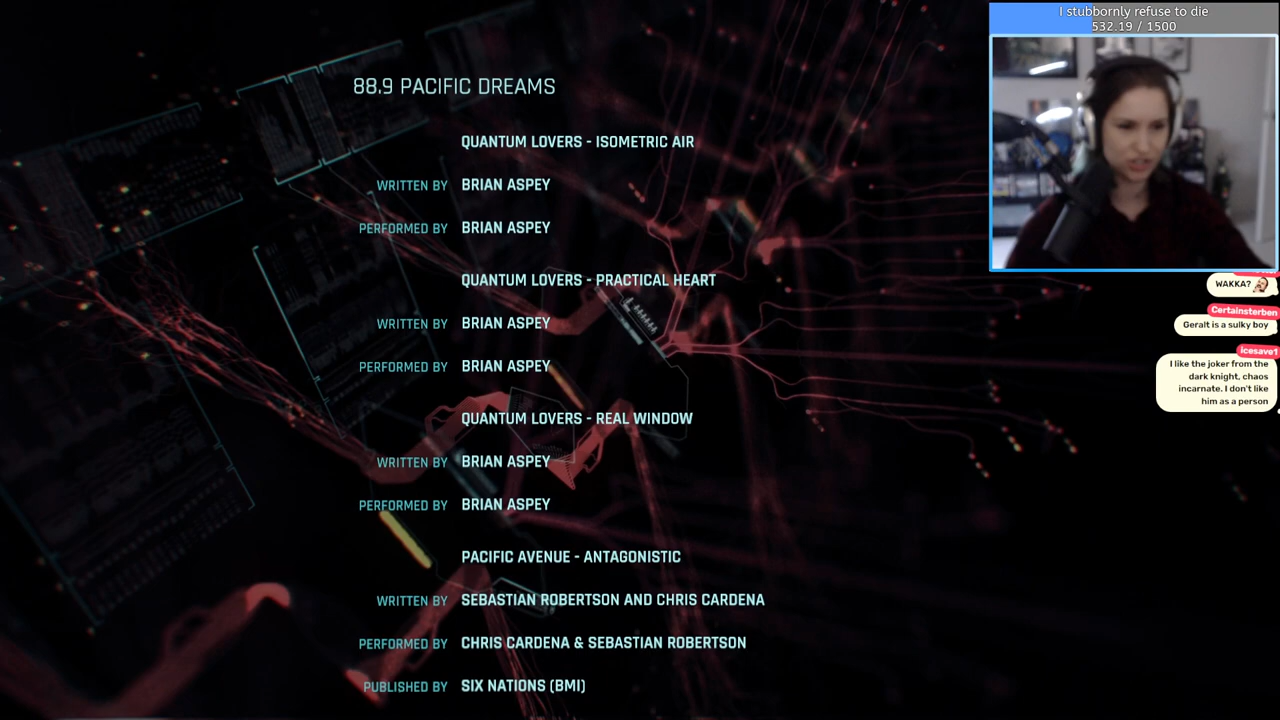 I stubbornly refuse to die
532.19 / 1500
88.9 PACIFIC DREAMS
QUANTUM LOVERS - ISOMETRIC AIR
WRITTEN BY BRIAN ASPEY
PERFORMED BY BRIAN ASPEY
QUANTUM LOVERS - PRACTICAL HEART
WRITTEN BY BRIAN ASPEY
PERFORMED BY BRIAN ASPEY
QUANTUM LOVERS - REAL WINDOW
WRITTEN BY BRIAN ASPEY
PERFORMED BY BRIAN ASPEY
PACIFIC AVENUE - ANTAGONISTIC
WRITTEN BY SEBASTIAN ROBERTSON AND CHRIS CARDENA
PERFORMED BY CHRIS CARDENA & SEBASTIAN ROBERTSON
PUBLISHED BY SIX NATIONS (BMI)
WAKKA?
Certainsterben
Geralt is a sulky boy
icesave1
I like the joker from the
dark knight, chaos
incarnate. I don't like
him as a person